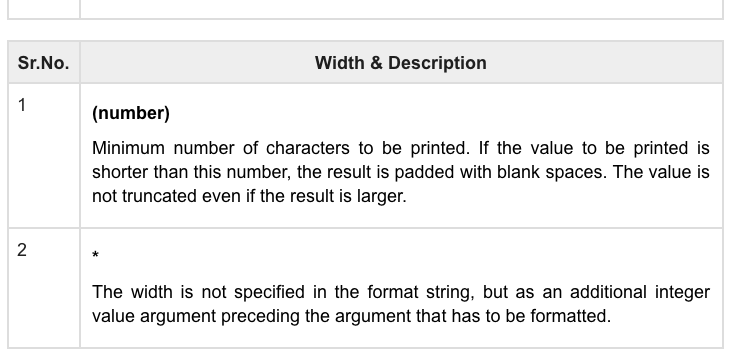 Sr.No. Width & Description
1
(number)
Minimum number of characters to be printed. If the value to be printed is
shorter than this number, the result is padded with blank spaces. The value is
not truncated even if the result is larger.
2
*
The width is not specified in the format string, but as an additional integer
value argument preceding the argument that has to be formatted.